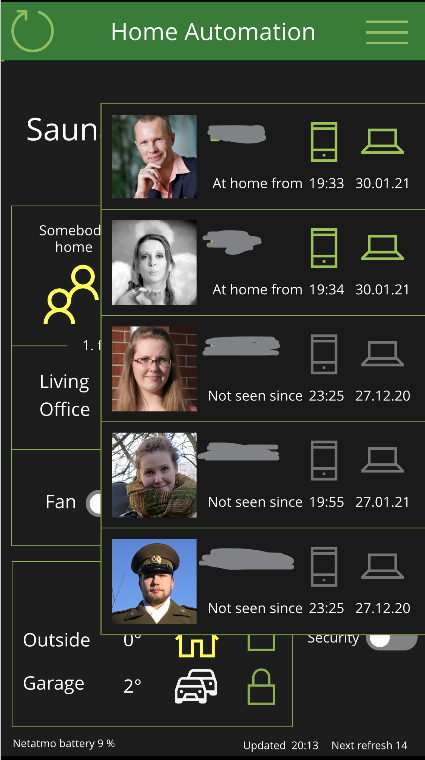 Home Automation
Saun
At home from 19:33 30.01.21
Somebod
home
At home from 19:34 30.01.21
1. f
Living
Office
Not seen since 23:25 27.12.20
Fan
Not seen since 19:55 27.01.21
Not seen since 23:25 27.12.20
Outside 0°
Security
Garage 2°
Netatmo battery 9 %
Updated 20:13 Next refresh 14